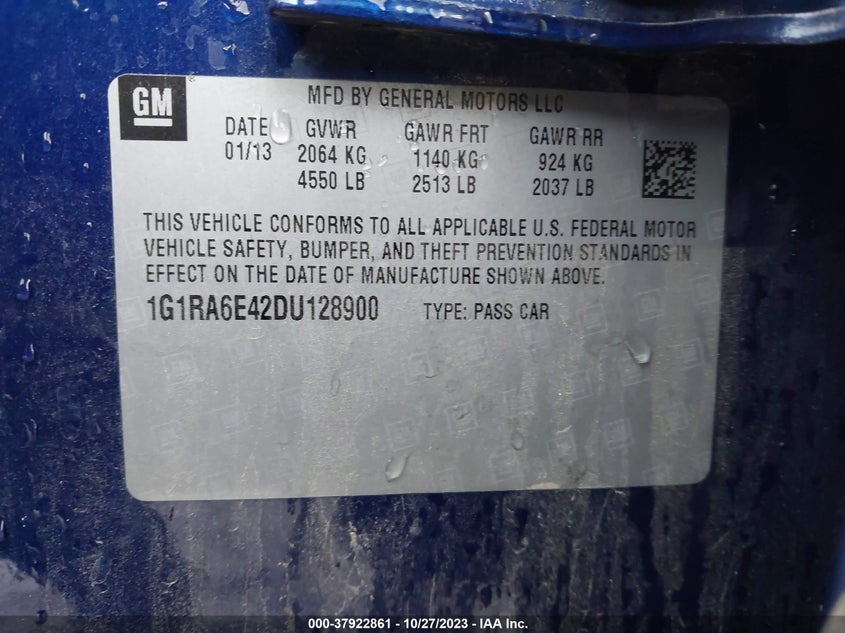 GM
MFD BY GENERAL MOTORS LLC
DATE GVWR GAWR FRT GAWR RR
01/13 2064 KG 1140 KG 924 KG
4550 LB 2513 LB 2037 LB
THIS VEHICLE CONFORMS TO ALL APPLICABLE U.S. FEDERAL MOTOR
VEHICLE SAFETY, BUMPER, AND THEFT PREVENTION STANDARDS IN
EFFECT ON THE DATE OF MANUFACTURE SHOWN ABOVE.
1G1RA6E42DU128900 TYPE: PASS CAR
000-37922861 - 10/27/2023 - IAA Inc.